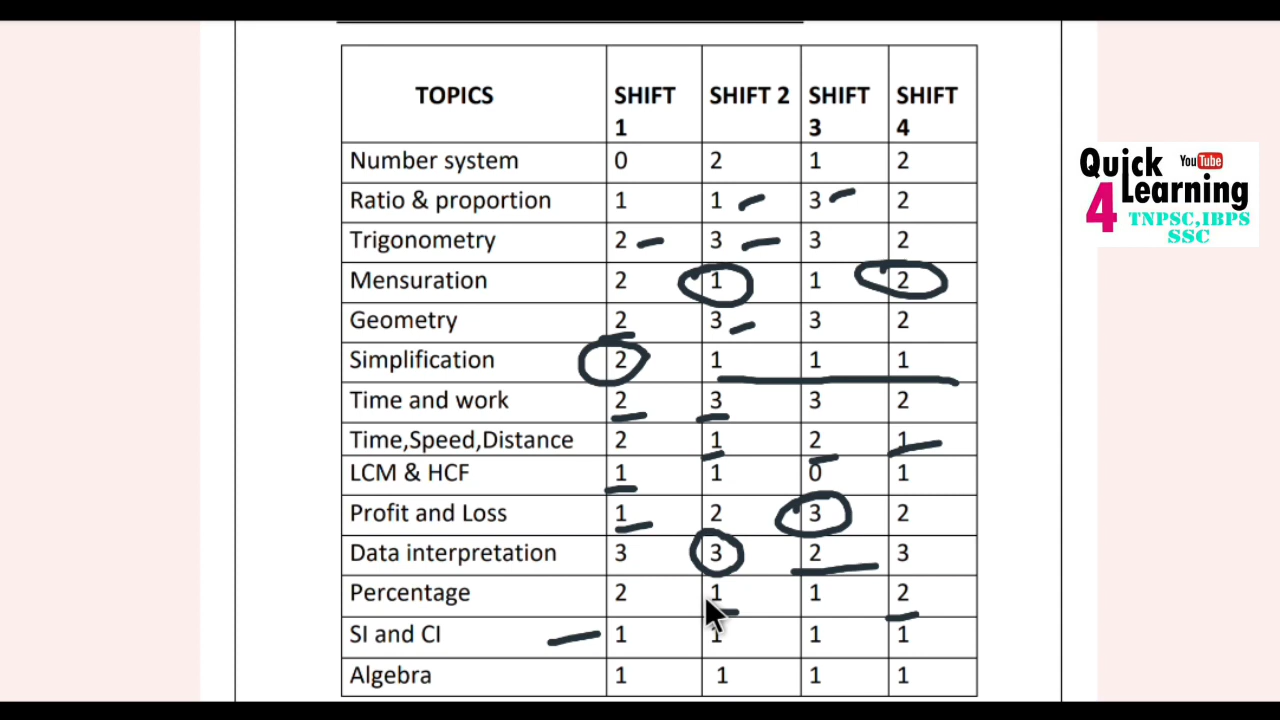 TOPICS SHIFT 1 SHIFT 2 SHIFT 3 SHIFT 4
Number system 0 2 1 2
Ratio & proportion 1 1 3 2
Trigonometry 2 3 3 2
Mensuration 2 1 1 2
Geometry 2 3 3 2
Simplification 2 1 1 1
Time and work 2 3 3 2
Time,Speed,Distance 2 1 2 1
LCM & HCF 1 1 0 1
Profit and Loss 1 2 3 2
Data interpretation 3 3 2 3
Percentage 2 1 1 2
SI and CI 1 1 1 1
Algebra 1 1 1 1
Quick YouTube
4 Learning
TNPSC,IBPS
SSC